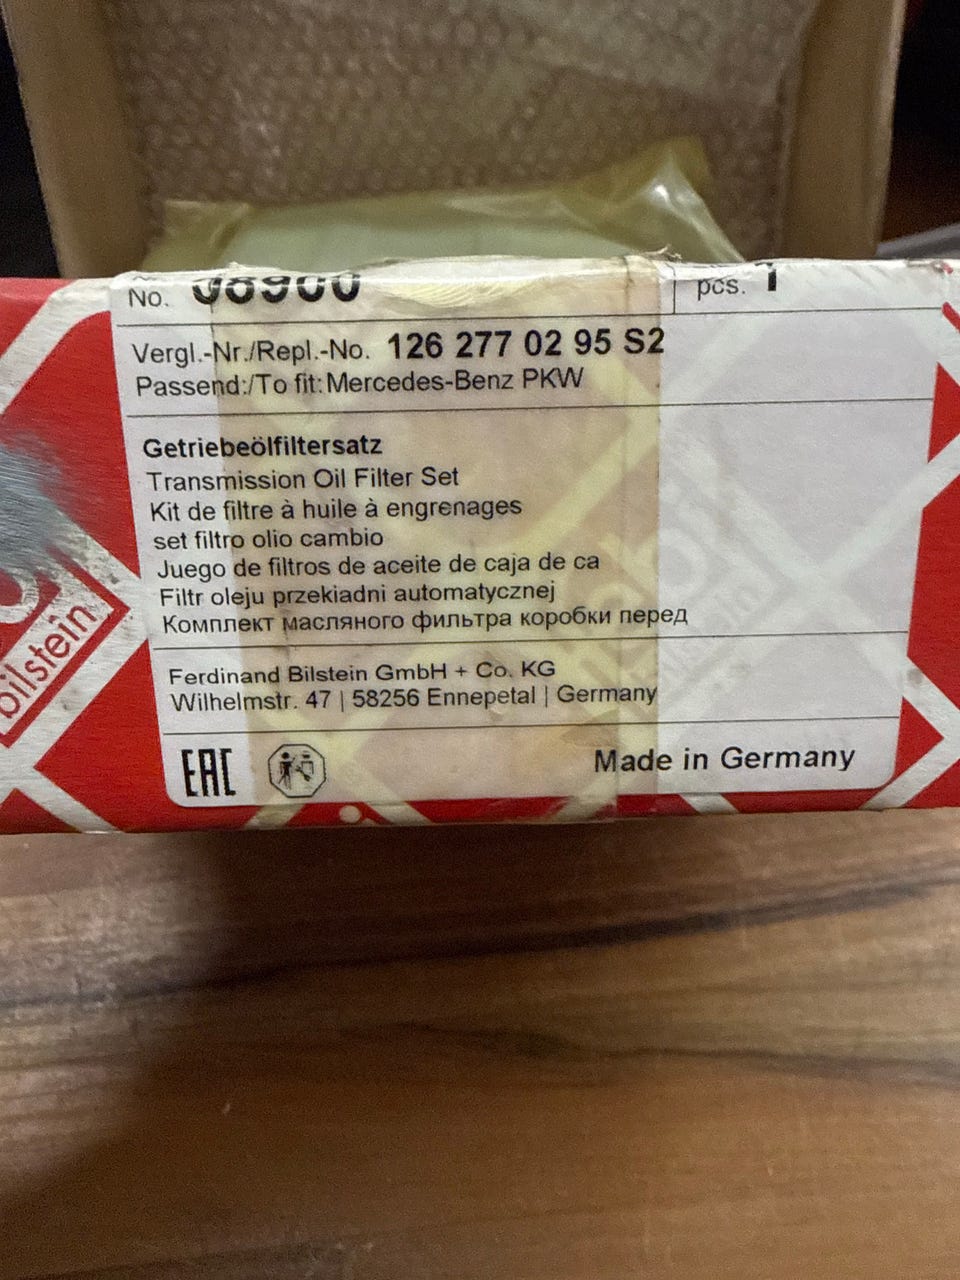 No. 08900
pcs. 1
Vergl.-Nr./Repl.-No. 126 277 02 95 S2
Passend:/To fit: Mercedes-Benz PKW
Getriebeölfiltersatz
Transmission Oil Filter Set
Kit de filtre à huile à engrenages
set filtro olio cambio
Juego de filtros de aceite de caja de ca
Filtr oleju przekiadni automatycznej
Комплект масляного фильтра коробки перед
Ferdinand Bilstein GmbH + Co. KG
Wilhelmstr. 47 | 58256 Ennepetal | Germany
EAC
Made in Germany
bilstein